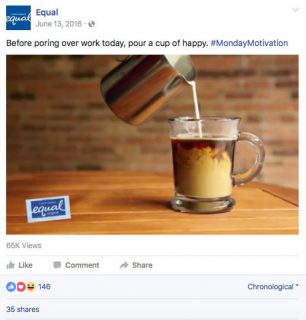 equal
Equal
June 13, 2016 ·
Before poring over work today, pour a cup of happy. #MondayMotivation
equal
65K Views
Like Comment Share
146
Chronological
35 shares